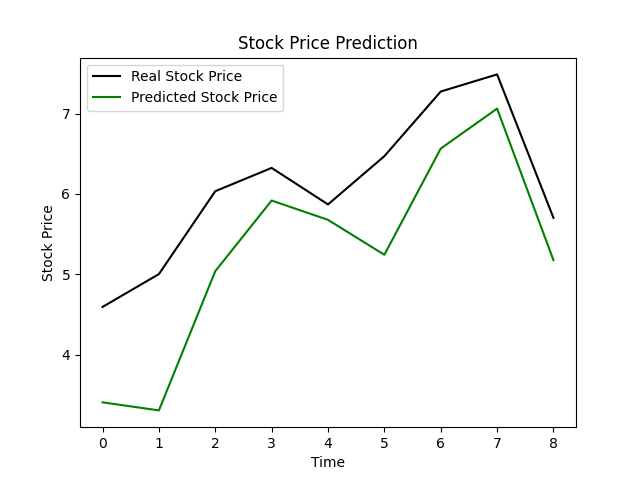 Stock Price Prediction
Real Stock Price
Predicted Stock Price
Stock Price
7
6
5
4
0 1 2 3 4 5 6 7 8
Time